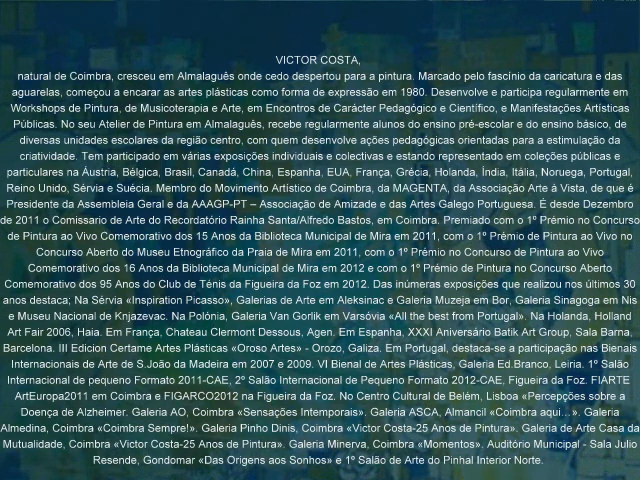 VICTOR COSTA,
natural de Coimbra, cresceu em Almalaguês onde cedo despertou para a pintura. Marcado pelo fascínio da caricatura e das
aguarelas, começou a encarar as artes plásticas como forma de expressão em 1980. Desenvolve e participa regularmente em
Workshops de Pintura, de Musicoterapia e Arte, em Encontros de Carácter Pedagógico e Científico, e Manifestações Artísticas
Públicas. No seu Atelier de Pintura em Almalaguês, recebe regularmente alunos do ensino pré-escolar e do ensino básico, de
diversas unidades escolares da região centro, com quem desenvolve ações pedagógicas orientadas para a estimulação da
criatividade. Tem participado em várias exposições individuais e colectivas e estando representado em coleções públicas e
particulares na Áustria, Bélgica, Brasil, Canadá, China, Espanha, EUA, França, Grécia, Holanda, Índia, Itália, Noruega, Portugal,
Reino Unido, Sérvia e Suécia. Membro do Movimento Artístico de Coimbra, da MAGENTA, da Associação Arte à Vista, de que é
Presidente da Assembleia Geral e da AAAGP-PT – Associação de Amizade e das Artes Galego Portuguesa. É desde Dezembro
de 2011 o Comissario de Arte do Recordatório Rainha Santa/Alfredo Bastos, em Coimbra. Premiado com o 1º Prémio no Concurso
de Pintura ao Vivo Comemorativo dos 15 Anos da Biblioteca Municipal de Mira em 2011, com o 1º Prémio de Pintura ao Vivo no
Concurso Aberto do Museu Etnográfico da Praia de Mira em 2011, com o 1º Prémio no Concurso de Pintura ao Vivo
Comemorativo dos 16 Anos da Biblioteca Municipal de Mira em 2012 e com o 1º Prémio de Pintura no Concurso Aberto
Comemorativo dos 95 Anos do Club de Ténis da Figueira da Foz em 2012. Das inúmeras exposições que realizou nos últimos 30
anos destaca; Na Sérvia «Inspiration Picasso», Galerias de Arte em Aleksinac e Galeria Muzeja em Bor, Galeria Sinagoga em Nis
e Museu Nacional de Knjazevac. Na Polónia, Galeria Van Gorlik em Varsóvia «All the best from Portugal». Na Holanda, Holland
Art Fair 2006, Haia. Em França, Chateau Clermont Dessous, Agen. Em Espanha, XXXI Aniversário Batik Art Group, Sala Barna,
Barcelona. III Edicion Certame Artes Plásticas «Oroso Artes» - Orozo, Galiza. Em Portugal, destaca-se a participação nas Bienais
Internacionais de Arte de S.João da Madeira em 2007 e 2009. VI Bienal de Artes Plásticas, Galeria Ed.Branco, Leiria. 1º Salão
Internacional de pequeno Formato 2011-CAE, 2º Salão Internacional de Pequeno Formato 2012-CAE, Figueira da Foz. FIARTE
ArtEuropa2011 em Coimbra e FIGARCO2012 na Figueira da Foz. No Centro Cultural de Belém, Lisboa «Percepções sobre a
Doença de Alzheimer. Galeria AO, Coimbra «Sensações Intemporais». Galeria ASCA, Almancil «Coimbra aqui…». Galeria
Almedina, Coimbra «Coimbra Sempre!». Galeria Pinho Dinis, Coimbra «Victor Costa-25 Anos de Pintura». Galeria de Arte Casa da
Mutualidade, Coimbra «Victor Costa-25 Anos de Pintura». Galeria Minerva, Coimbra «Momentos». Auditório Municipal - Sala Julio
Resende, Gondomar «Das Origens aos Sonhos» e 1º Salão de Arte do Pinhal Interior Norte.